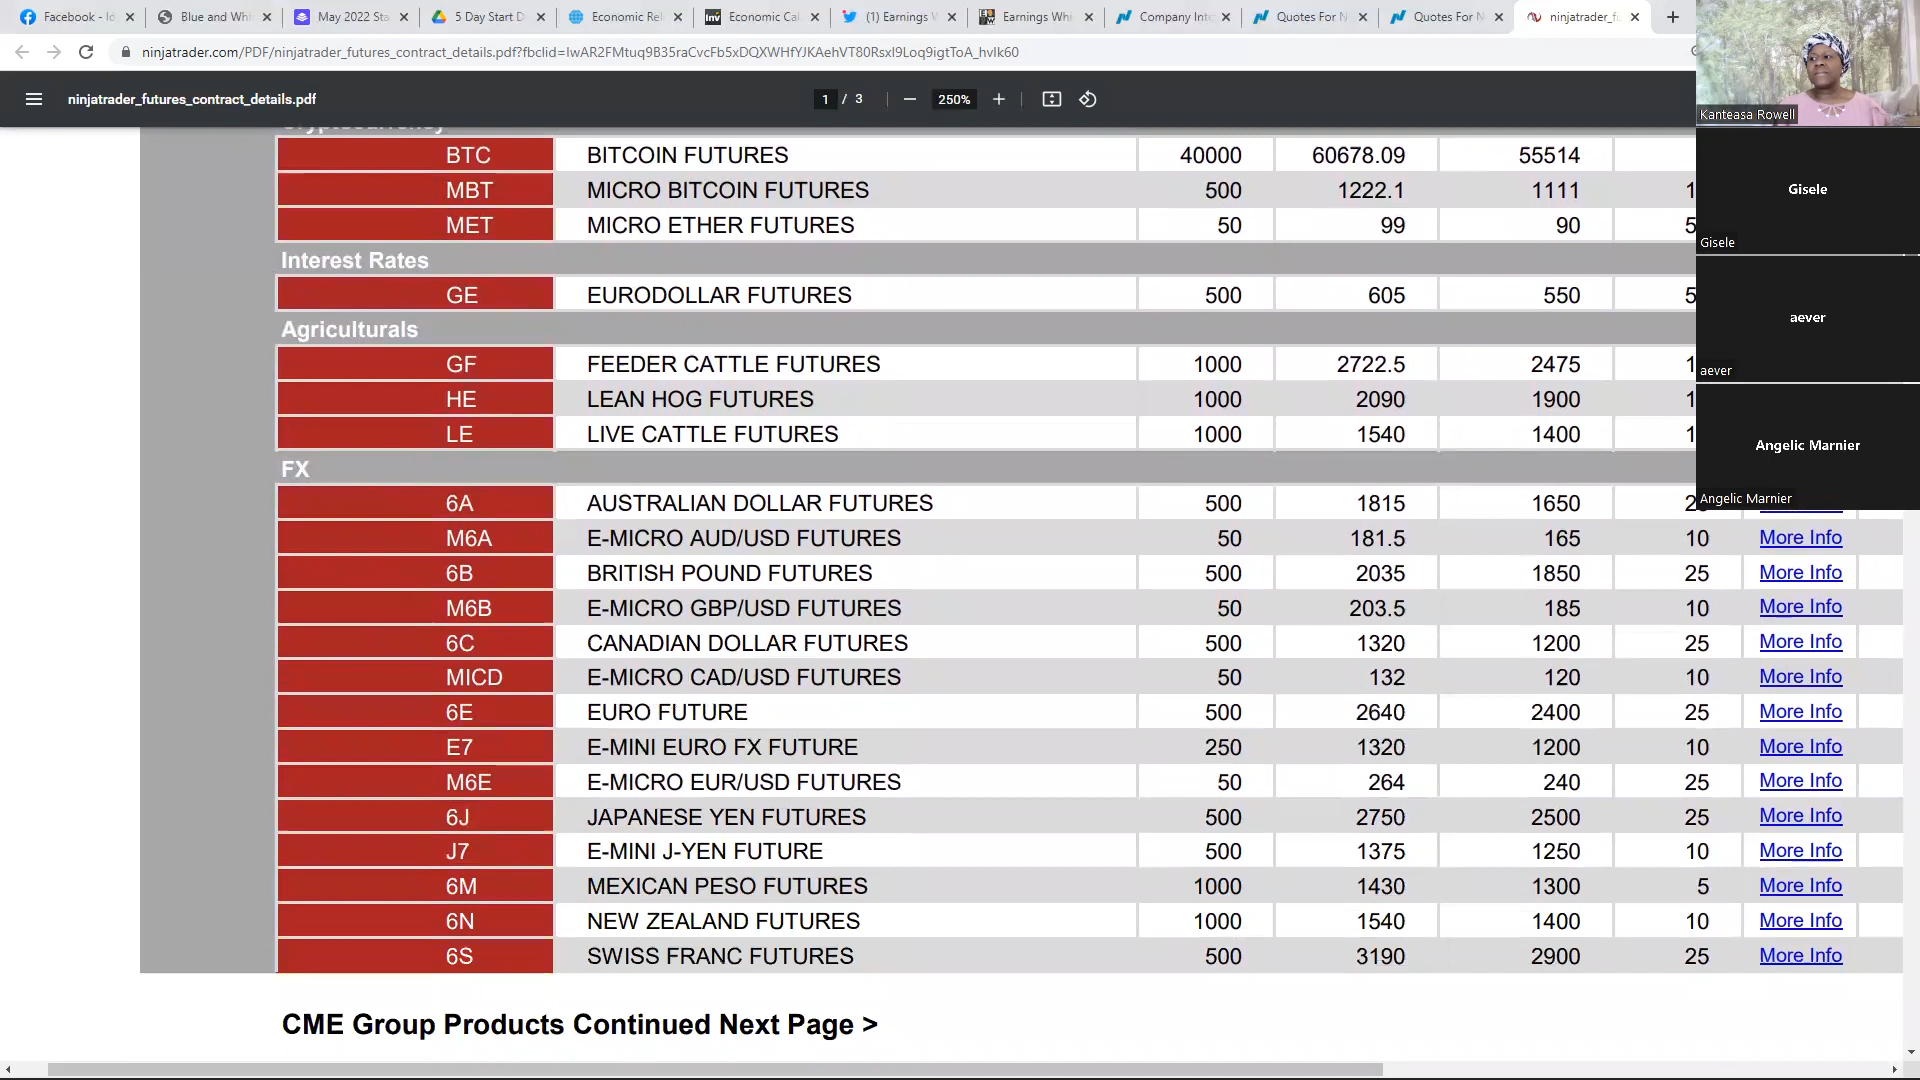 Facebook - Io
Blue and Whi
May 2022 Sta
5 Day Start D
Economic Rel
Economic Cal
(1) Earnings W
Earnings Whi
Company Int
Quotes For N
Quotes For N
ninjatrader_fu
ninjatrader.com/PDF/ninjatrader_futures_contract_details.pdf?fbclid=IwAR2FMtuq9B35raCvcFb5xDQXWHfYJKAehVT80RsxI9Loq9igtToA_hvIk60
ninjatrader_futures_contract_details.pdf
1 / 3
250%
Cryptocurrency
BTC BITCOIN FUTURES 40000 60678.09 55514
MBT MICRO BITCOIN FUTURES 500 1222.1 1111 1
MET MICRO ETHER FUTURES 50 99 90 5
Interest Rates
GE EURODOLLAR FUTURES 500 605 550 5
Agriculturals
GF FEEDER CATTLE FUTURES 1000 2722.5 2475 1
HE LEAN HOG FUTURES 1000 2090 1900 1
LE LIVE CATTLE FUTURES 1000 1540 1400 1
FX
6A AUSTRALIAN DOLLAR FUTURES 500 1815 1650
M6A E-MICRO AUD/USD FUTURES 50 181.5 165 10 More Info
6B BRITISH POUND FUTURES 500 2035 1850 25 More Info
M6B E-MICRO GBP/USD FUTURES 50 203.5 185 10 More Info
6C CANADIAN DOLLAR FUTURES 500 1320 1200 25 More Info
MICD E-MICRO CAD/USD FUTURES 50 132 120 10 More Info
6E EURO FUTURE 500 2640 2400 25 More Info
E7 E-MINI EURO FX FUTURE 250 1320 1200 10 More Info
M6E E-MICRO EUR/USD FUTURES 50 264 240 25 More Info
6J JAPANESE YEN FUTURES 500 2750 2500 25 More Info
J7 E-MINI J-YEN FUTURE 500 1375 1250 10 More Info
6M MEXICAN PESO FUTURES 1000 1430 1300 5 More Info
6N NEW ZEALAND FUTURES 1000 1540 1400 10 More Info
6S SWISS FRANC FUTURES 500 3190 2900 25 More Info
CME Group Products Continued Next Page >
Kanteasa Rowell
Gisele
Gisele
aever
aever
Angelic Marnier
Angelic Marnier